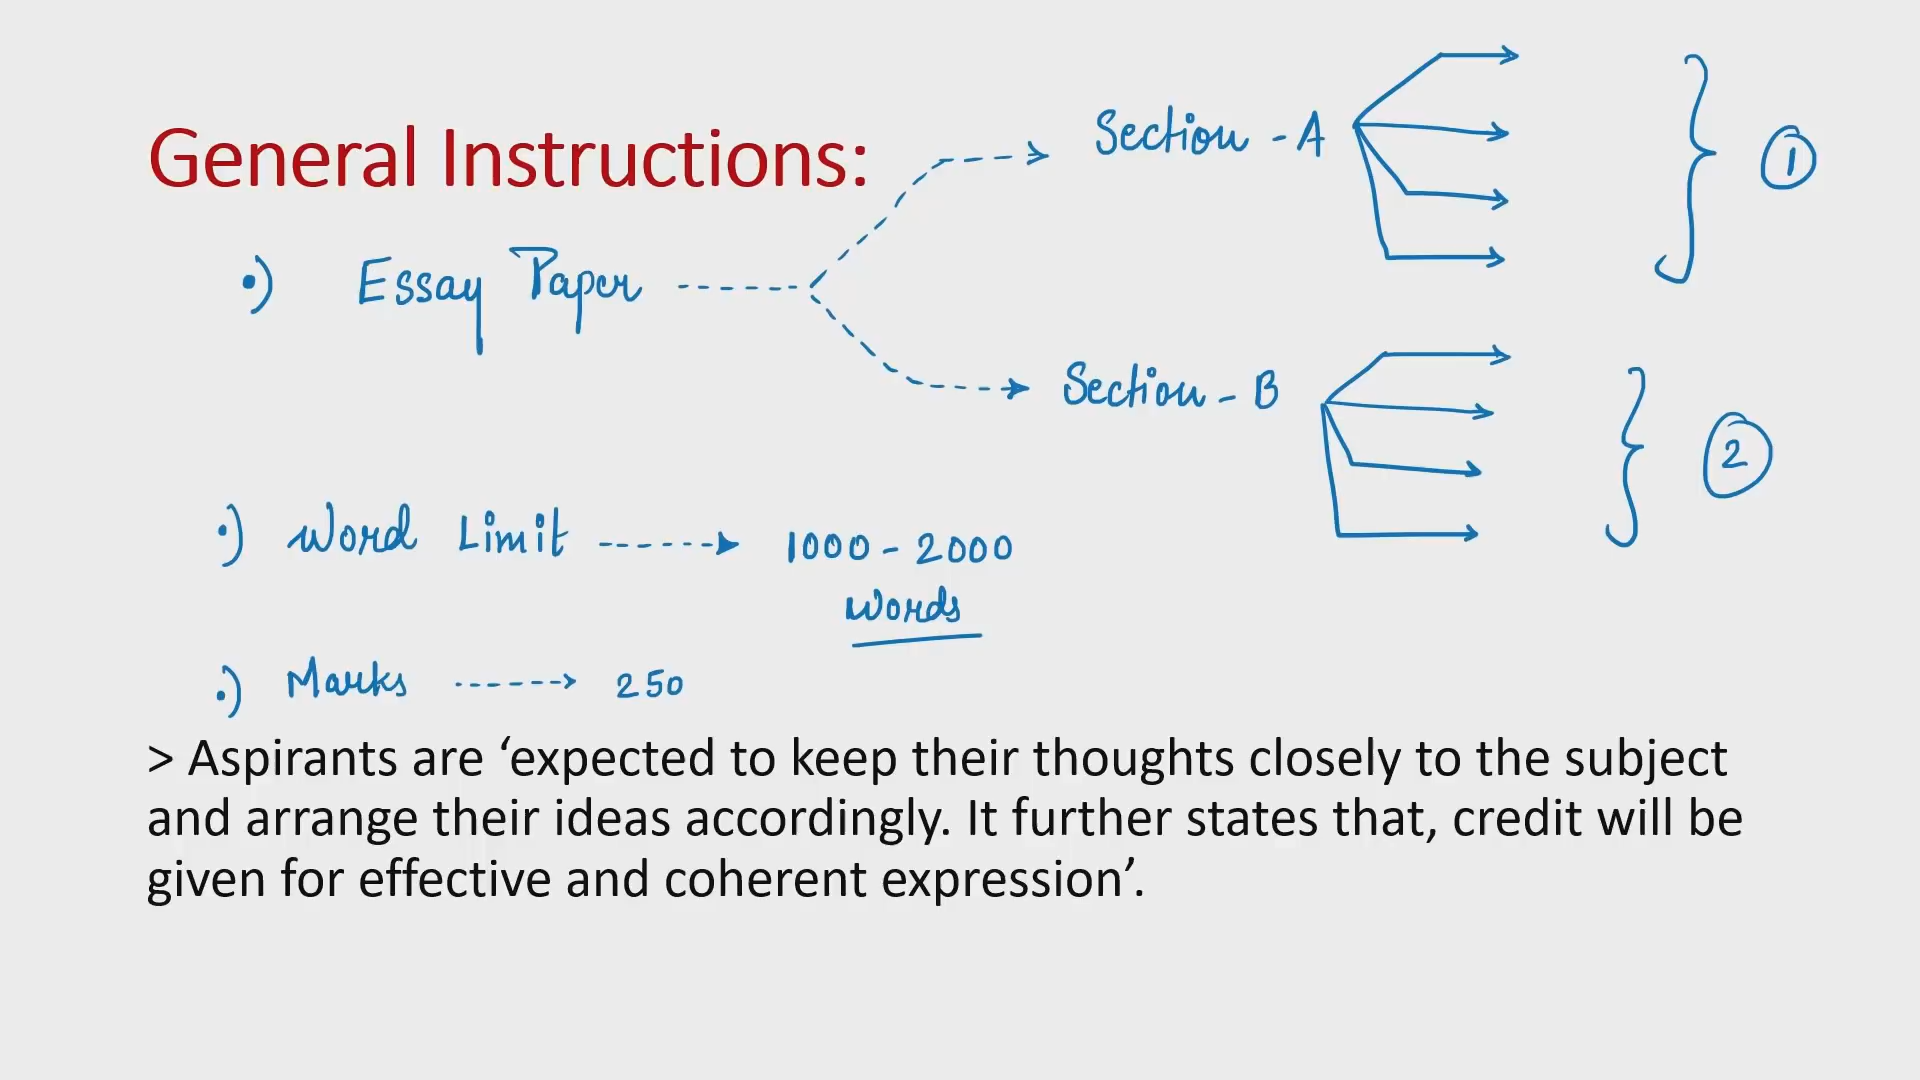 General Instructions:
•) Essay Paper
Section - A
1
Section - B
2
•) Word Limit 1000 - 2000
words
•) Marks 250
> Aspirants are ‘expected to keep their thoughts closely to the subject
and arrange their ideas accordingly. It further states that, credit will be
given for effective and coherent expression’.